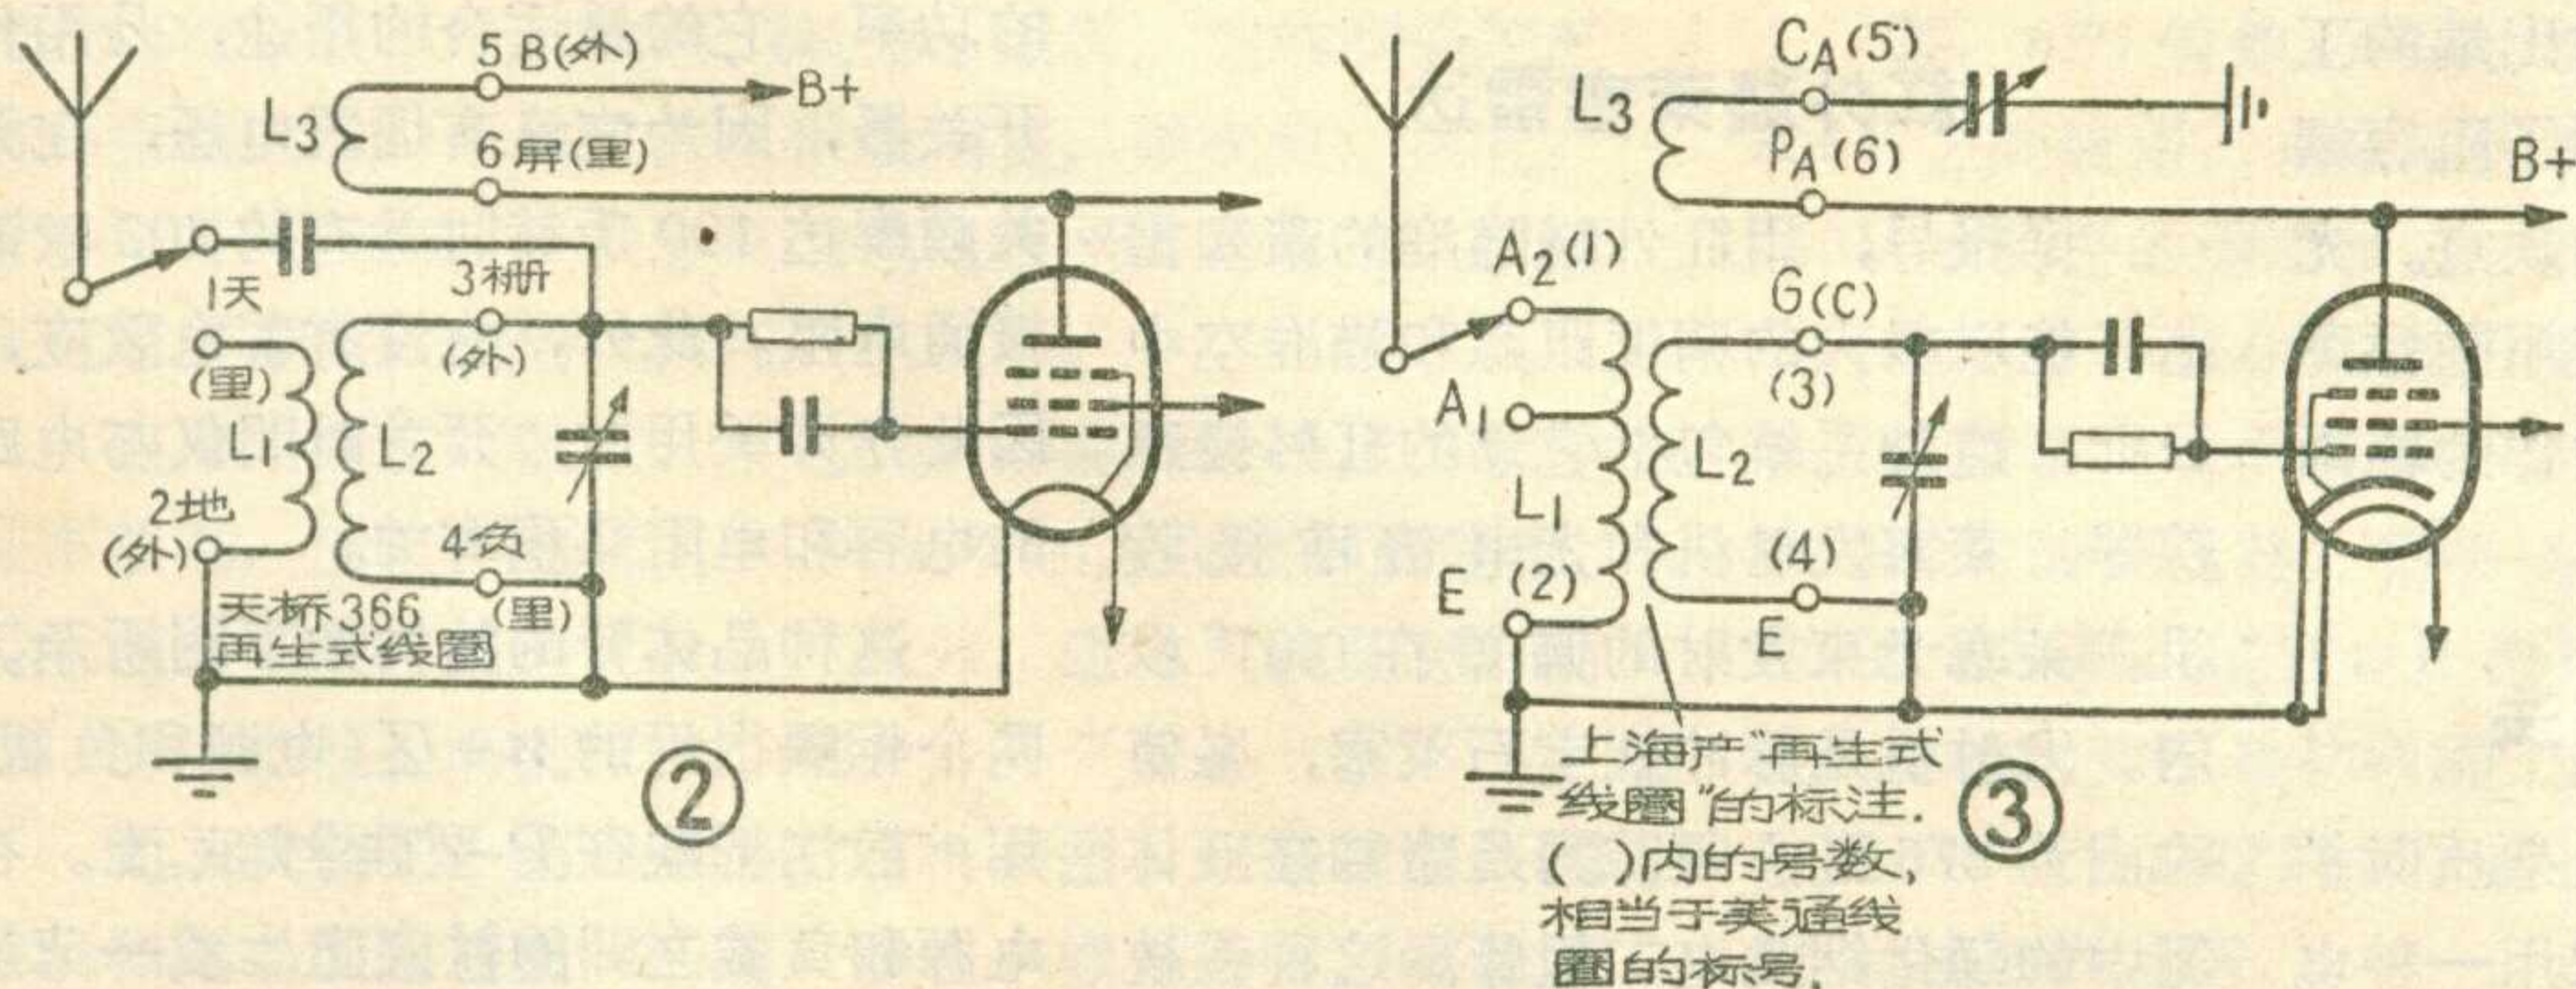 5 B(外)
B+
L3
6 屏(里)
1天
3栅
(外)
(里)
L1
L2
2地
(外)
4负
(里)
天桥366
再生式线圈
②
CA(5)
L3
PA(6)
B+
A2(1)
G(C)
(3)
A1
L2
L1
(4)
E (2)
E
上海产"再生式
线圈"的标注.
( )内的号数,
相当于美通线
圈的标号.
③